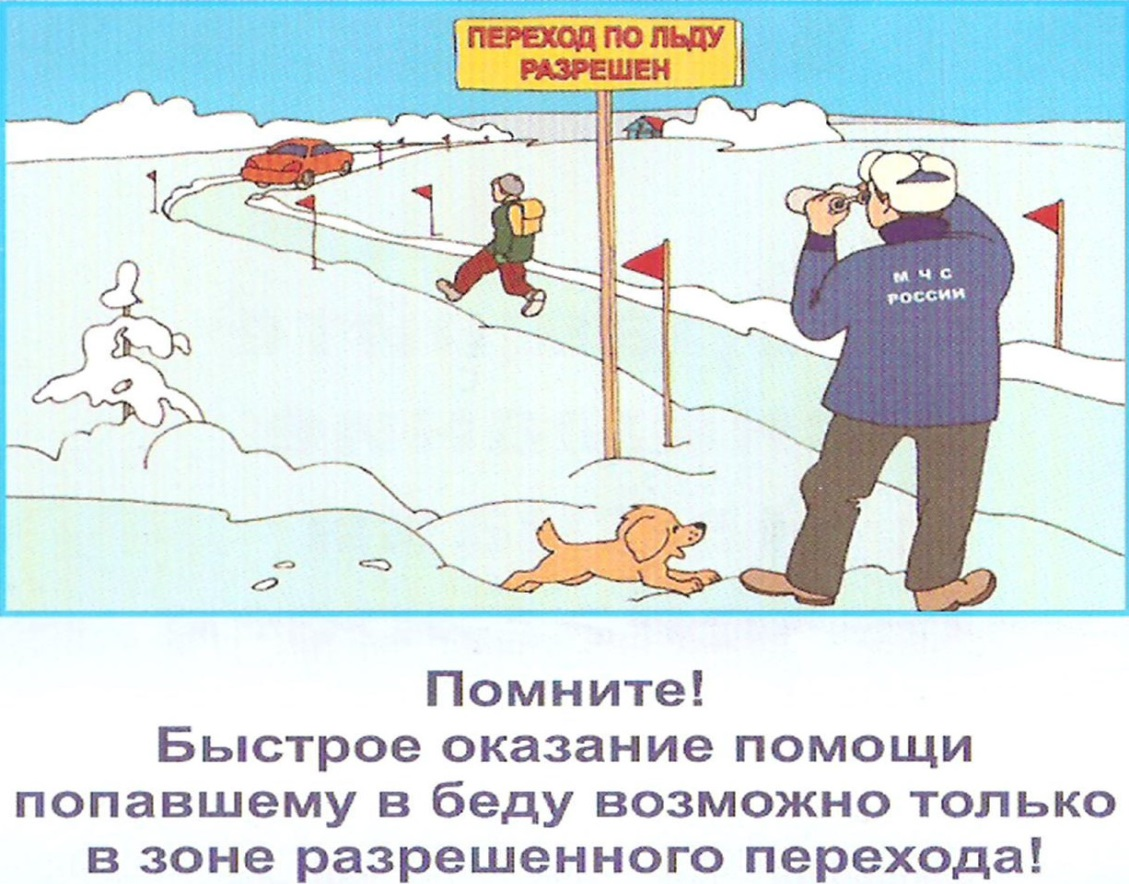 ПЕРЕХОД ПО ЛЬДУ
РАЗРЕШЕН
М Ч С
РОССИИ
Помните!
Быстрое оказание помощи
попавшему в беду возможно только
в зоне разрешенного перехода!